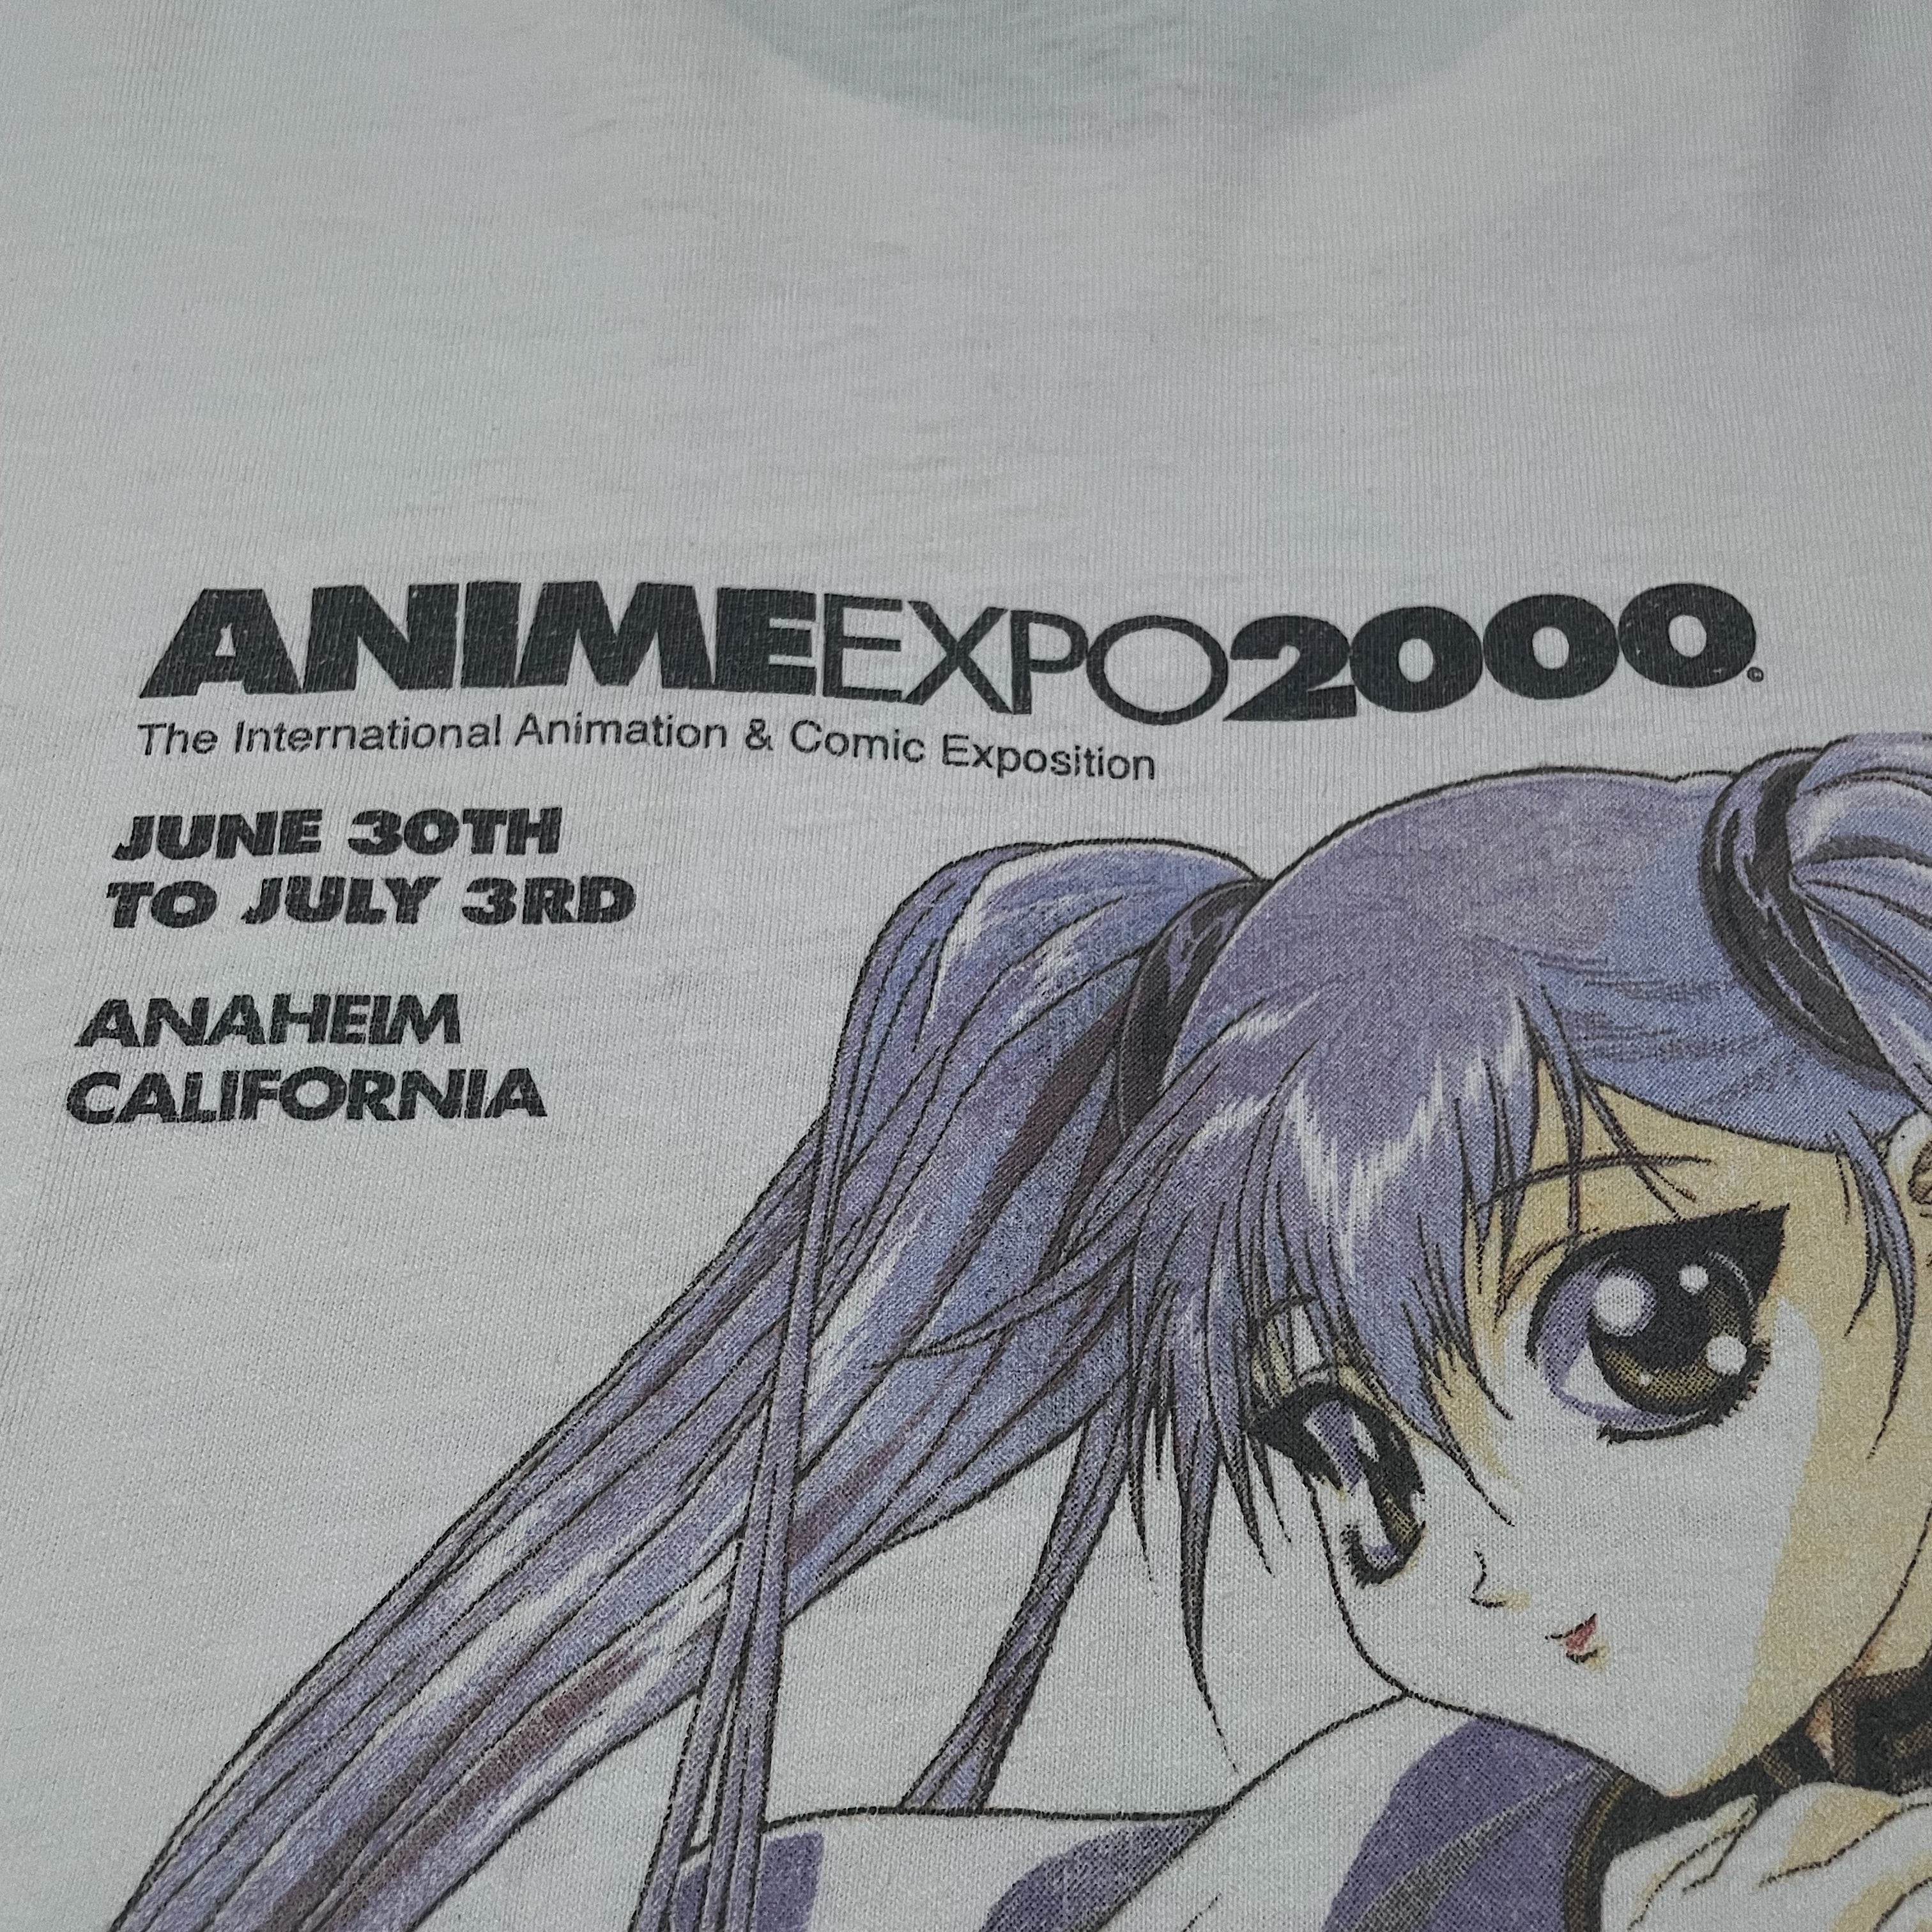 ANIMEEXPO2000.©
The International Animation & Comic Exposition
JUNE 30TH
TO JULY 3RD
ANAHEIM
CALIFORNIA